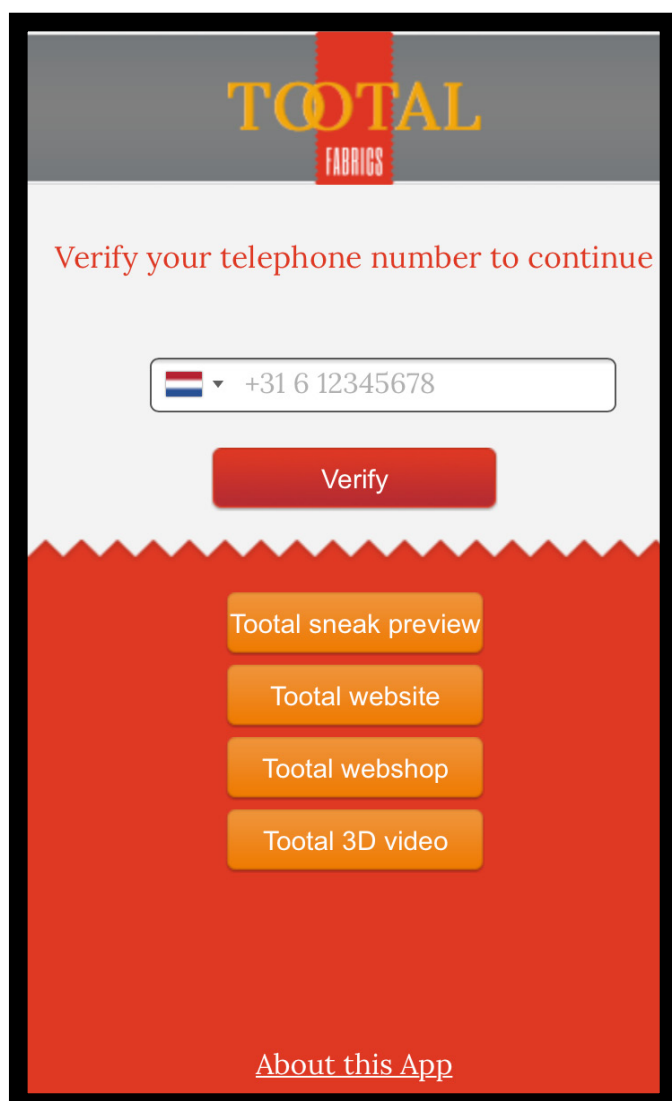 TOOTAL
FABRICS
Verify your telephone number to continue
+31 6 12345678
Verify
Tootal sneak preview
Tootal website
Tootal webshop
Tootal 3D video
About this App